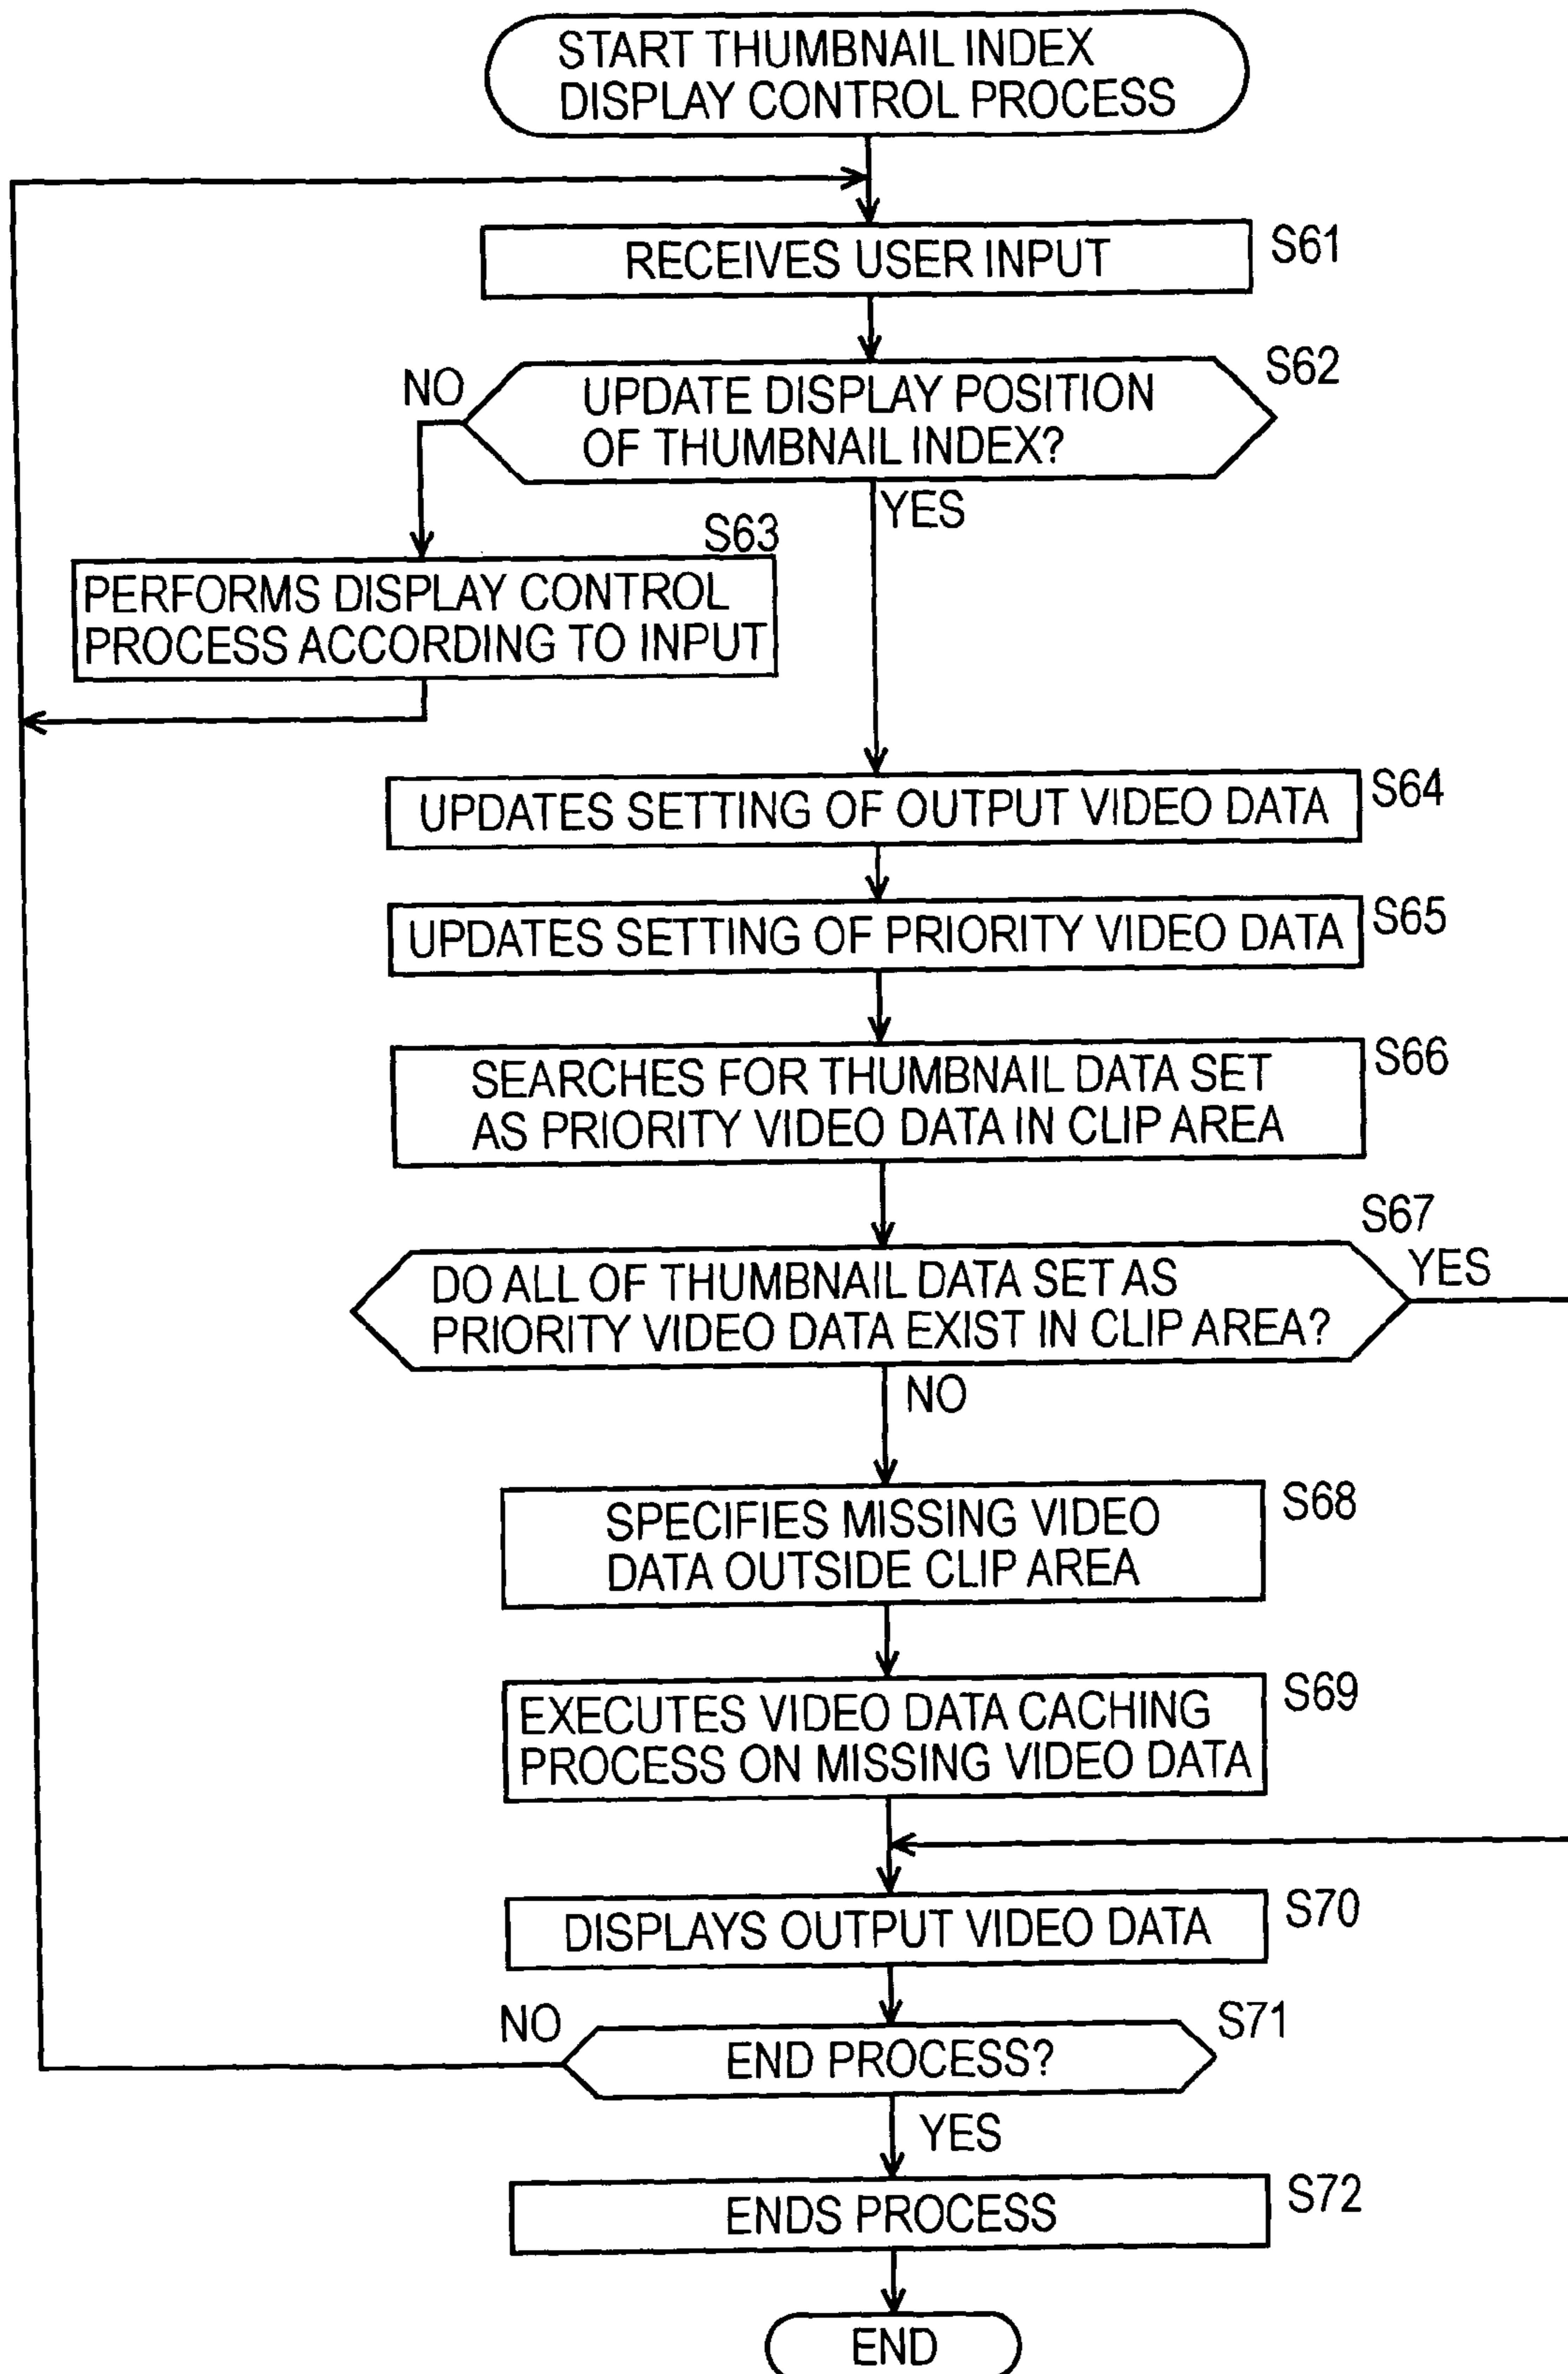 START THUMBNAIL INDEX
DISPLAY CONTROL PROCESS
RECEIVES USER INPUT
S61
UPDATE DISPLAY POSITION
OF THUMBNAIL INDEX?
S62
NO
YES
S63
PERFORMS DISPLAY CONTROL
PROCESS ACCORDING TO INPUT
UPDATES SETTING OF OUTPUT VIDEO DATA
S64
UPDATES SETTING OF PRIORITY VIDEO DATA
S65
SEARCHES FOR THUMBNAIL DATA SET
AS PRIORITY VIDEO DATA IN CLIP AREA
S66
S67
DO ALL OF THUMBNAIL DATA SET AS
PRIORITY VIDEO DATA EXIST IN CLIP AREA?
YES
NO
SPECIFIES MISSING VIDEO
DATA OUTSIDE CLIP AREA
S68
EXECUTES VIDEO DATA CACHING
PROCESS ON MISSING VIDEO DATA
S69
DISPLAYS OUTPUT VIDEO DATA
S70
NO
END PROCESS?
S71
YES
ENDS PROCESS
S72
END